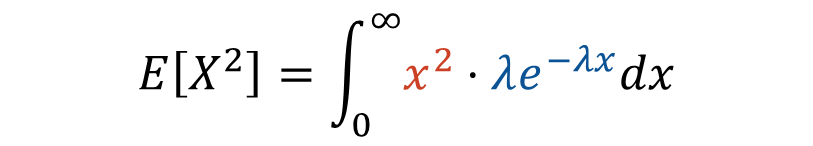 E[X²] = ∫₀^∞ x² · λe^{−λx} dx